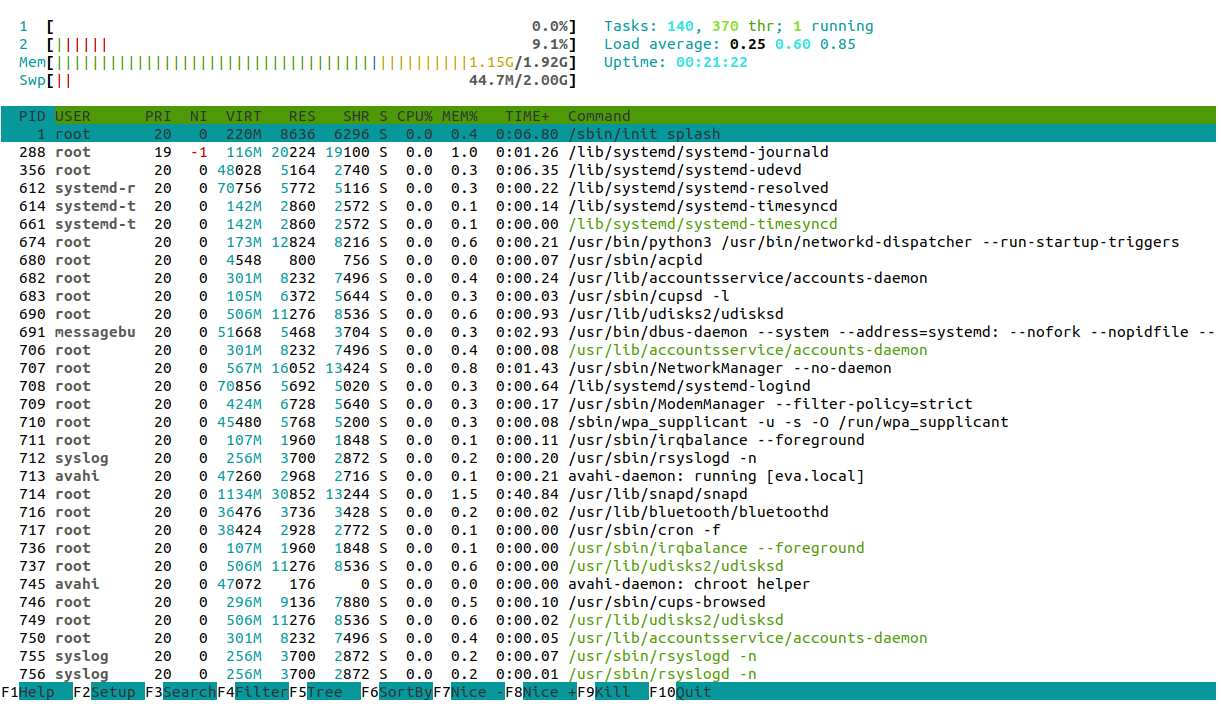 1 [ 0.0%] Tasks: 140, 370 thr; 1 running
2 [|||||| 9.1%] Load average: 0.25 0.60 0.85
Mem[||||||||||||||||||||||||||||||||||||||||||||||1.15G/1.92G] Uptime: 00:21:22
Swp[|| 44.7M/2.00G]
PID USER PRI NI VIRT RES SHR S CPU% MEM% TIME+ Command
1 root 20 0 220M 8636 6296 S 0.0 0.4 0:06.80 /sbin/init splash
288 root 19 -1 116M 20224 19100 S 0.0 1.0 0:01.26 /lib/systemd/systemd-journald
356 root 20 0 48028 5164 2740 S 0.0 0.3 0:06.35 /lib/systemd/systemd-udevd
612 systemd-r 20 0 70756 5772 5116 S 0.0 0.3 0:00.22 /lib/systemd/systemd-resolved
614 systemd-t 20 0 142M 2860 2572 S 0.0 0.1 0:00.14 /lib/systemd/systemd-timesyncd
661 systemd-t 20 0 142M 2860 2572 S 0.0 0.1 0:00.00 /lib/systemd/systemd-timesyncd
674 root 20 0 173M 12824 8216 S 0.0 0.6 0:00.21 /usr/bin/python3 /usr/bin/networkd-dispatcher --run-startup-triggers
680 root 20 0 4548 800 756 S 0.0 0.0 0:00.07 /usr/sbin/acpid
682 root 20 0 301M 8232 7496 S 0.0 0.4 0:00.24 /usr/lib/accountsservice/accounts-daemon
683 root 20 0 105M 6372 5644 S 0.0 0.3 0:00.03 /usr/sbin/cupsd -l
690 root 20 0 506M 11276 8536 S 0.0 0.6 0:00.93 /usr/lib/udisks2/udisksd
691 messagebu 20 0 51668 5468 3704 S 0.0 0.3 0:02.93 /usr/bin/dbus-daemon --system --address=systemd: --nofork --nopidfile --
706 root 20 0 301M 8232 7496 S 0.0 0.4 0:00.08 /usr/lib/accountsservice/accounts-daemon
707 root 20 0 567M 16052 13424 S 0.0 0.8 0:01.43 /usr/sbin/NetworkManager --no-daemon
708 root 20 0 70856 5692 5020 S 0.0 0.3 0:00.64 /lib/systemd/systemd-logind
709 root 20 0 424M 6728 5640 S 0.0 0.3 0:00.17 /usr/sbin/ModemManager --filter-policy=strict
710 root 20 0 45480 5768 5200 S 0.0 0.3 0:00.08 /sbin/wpa_supplicant -u -s -O /run/wpa_supplicant
711 root 20 0 107M 1960 1848 S 0.0 0.1 0:00.11 /usr/sbin/irqbalance --foreground
712 syslog 20 0 256M 3700 2872 S 0.0 0.2 0:00.20 /usr/sbin/rsyslogd -n
713 avahi 20 0 47260 2968 2716 S 0.0 0.1 0:00.21 avahi-daemon: running [eva.local]
714 root 20 0 1134M 30852 13244 S 0.0 1.5 0:40.84 /usr/lib/snapd/snapd
716 root 20 0 36476 3736 3428 S 0.0 0.2 0:00.02 /usr/lib/bluetooth/bluetoothd
717 root 20 0 38424 2928 2772 S 0.0 0.1 0:00.00 /usr/sbin/cron -f
736 root 20 0 107M 1960 1848 S 0.0 0.1 0:00.00 /usr/sbin/irqbalance --foreground
737 root 20 0 506M 11276 8536 S 0.0 0.6 0:00.00 /usr/lib/udisks2/udisksd
745 avahi 20 0 47072 176 0 S 0.0 0.0 0:00.00 avahi-daemon: chroot helper
746 root 20 0 296M 9136 7880 S 0.0 0.5 0:00.10 /usr/sbin/cups-browsed
749 root 20 0 506M 11276 8536 S 0.0 0.6 0:00.02 /usr/lib/udisks2/udisksd
750 root 20 0 301M 8232 7496 S 0.0 0.4 0:00.05 /usr/lib/accountsservice/accounts-daemon
755 syslog 20 0 256M 3700 2872 S 0.0 0.2 0:00.07 /usr/sbin/rsyslogd -n
756 syslog 20 0 256M 3700 2872 S 0.0 0.2 0:00.01 /usr/sbin/rsyslogd -n
F1Help F2Setup F3SearchF4FilterF5Tree F6SortByF7Nice -F8Nice +F9Kill F10Quit